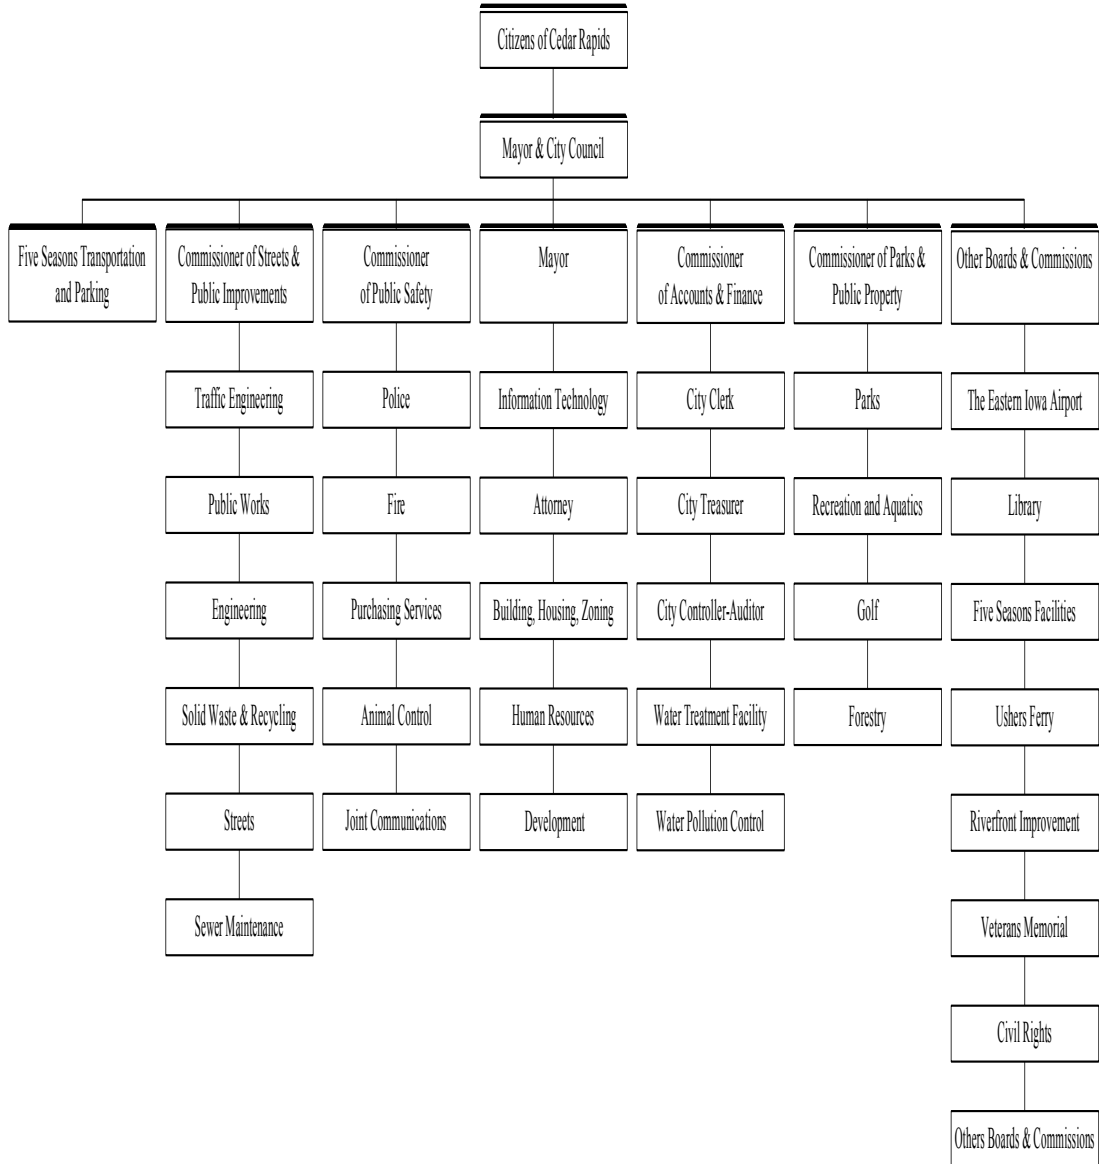 Citizens of Cedar Rapids
Mayor & City Council
Five Seasons Transportation
and Parking
Commissioner of Streets &
Public Improvements
Commissioner
of Public Safety
Mayor
Commissioner
of Accounts & Finance
Commissioner of Parks &
Public Property
Other Boards & Commissions
Traffic Engineering
Police
Information Technology
City Clerk
Parks
The Eastern Iowa Airport
Public Works
Fire
Attorney
City Treasurer
Recreation and Aquatics
Library
Engineering
Purchasing Services
Building, Housing, Zoning
City Controller-Auditor
Golf
Five Seasons Facilities
Solid Waste & Recycling
Animal Control
Human Resources
Water Treatment Facility
Forestry
Ushers Ferry
Streets
Joint Communications
Development
Water Pollution Control
Riverfront Improvement
Sewer Maintenance
Veterans Memorial
Civil Rights
Others Boards & Commissions